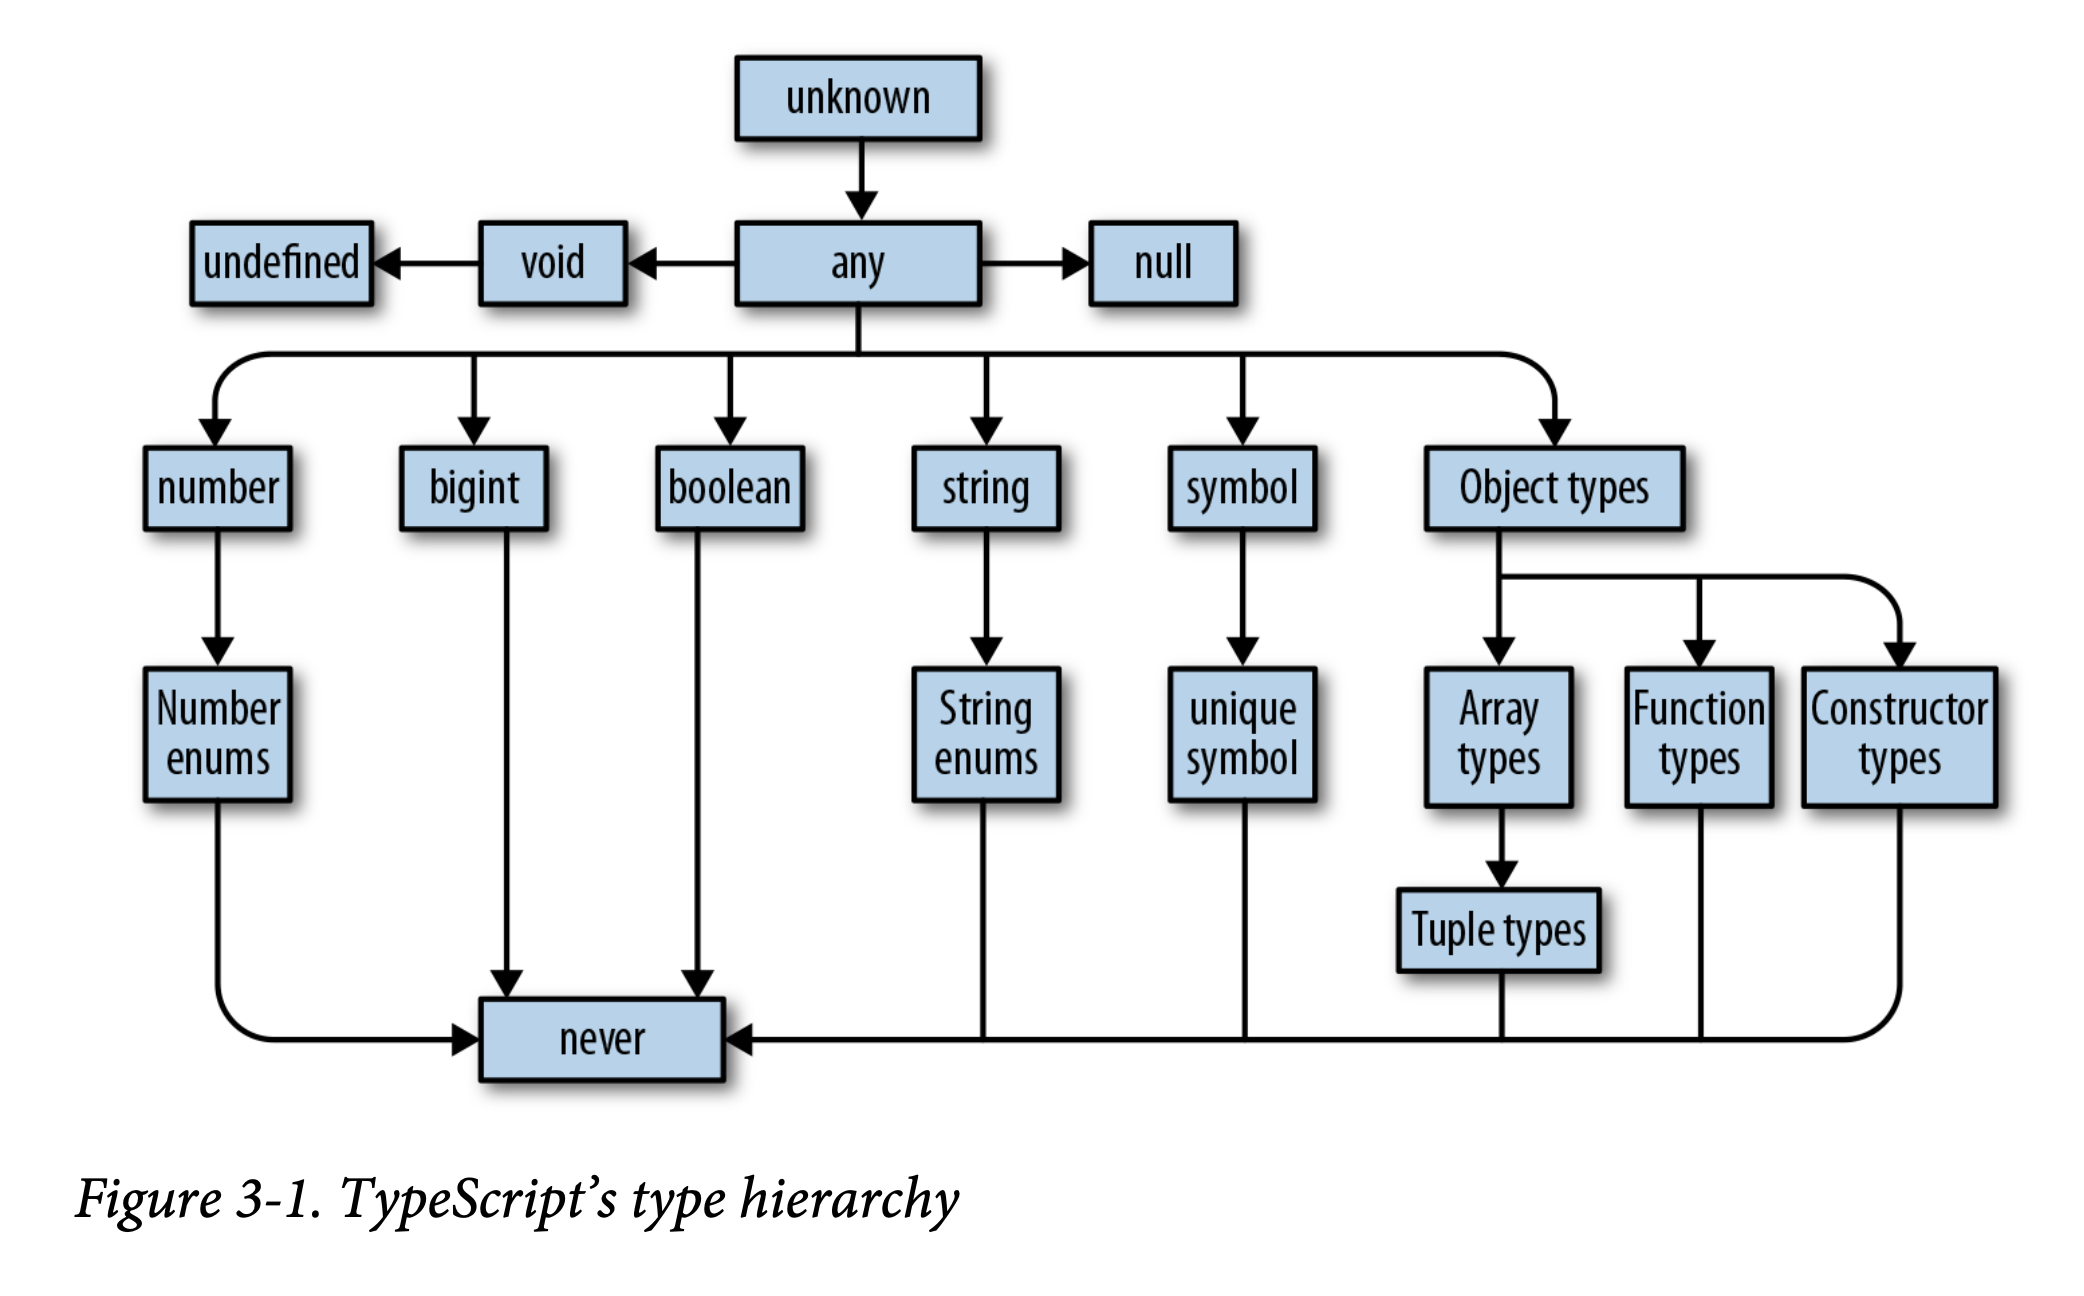 unknown
undefined
void
any
null
number
bigint
boolean
string
symbol
Object types
Number
enums
String
enums
unique
symbol
Array
types
Function
types
Constructor
types
Tuple types
never
Figure 3-1. TypeScript’s type hierarchy